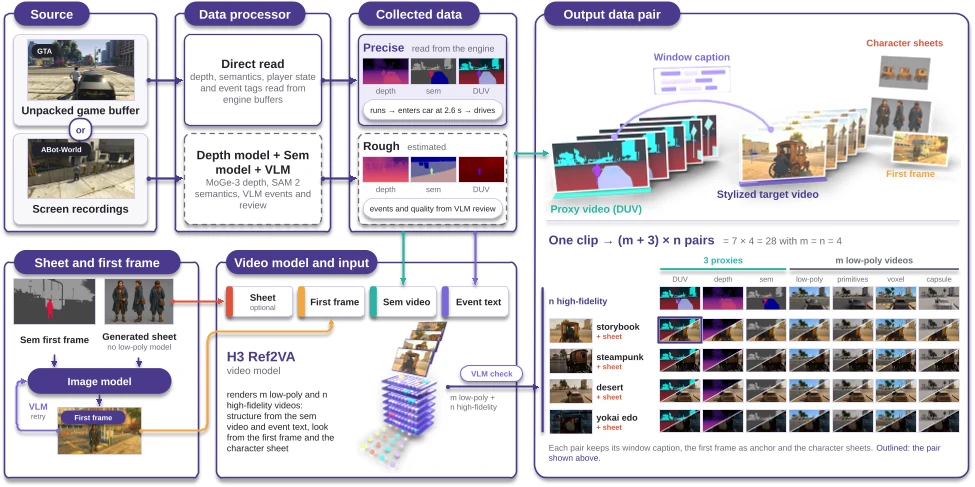 Source
GTA
Unpacked game buffer
or
ABot-World
Screen recordings
Data processor
Direct read
depth, semantics, player state
and event tags read from
engine buffers
Depth model + Sem
model + VLM
MoGe-3 depth, SAM 2
semantics, VLM events and
review
Collected data
Precise read from the engine
depth sem DUV
runs → enters car at 2.6 s → drives
Rough estimated
depth sem DUV
events and quality from VLM review
Sheet and first frame
Sem first frame
Generated sheet
no low-poly model
Image model
VLM
retry
First frame
Video model and input
Sheet
optional
First frame
Sem video
Event text
H3 Ref2VA
video model
renders m low-poly and n
high-fidelity videos:
structure from the sem
video and event text, look
from the first frame and the
character sheet
VLM check
m low-poly +
n high-fidelity
Output data pair
Window caption
Character sheets
First frame
Stylized target video
Proxy video (DUV)
One clip → (m + 3) × n pairs = 7 × 4 = 28 with m = n = 4
3 proxies m low-poly videos
DUV depth sem low-poly primitives voxel capsule
n high-fidelity
storybook
+ sheet
steampunk
+ sheet
desert
+ sheet
yokai edo
+ sheet
Each pair keeps its window caption, the first frame as anchor and the character sheets. Outlined: the pair
shown above.